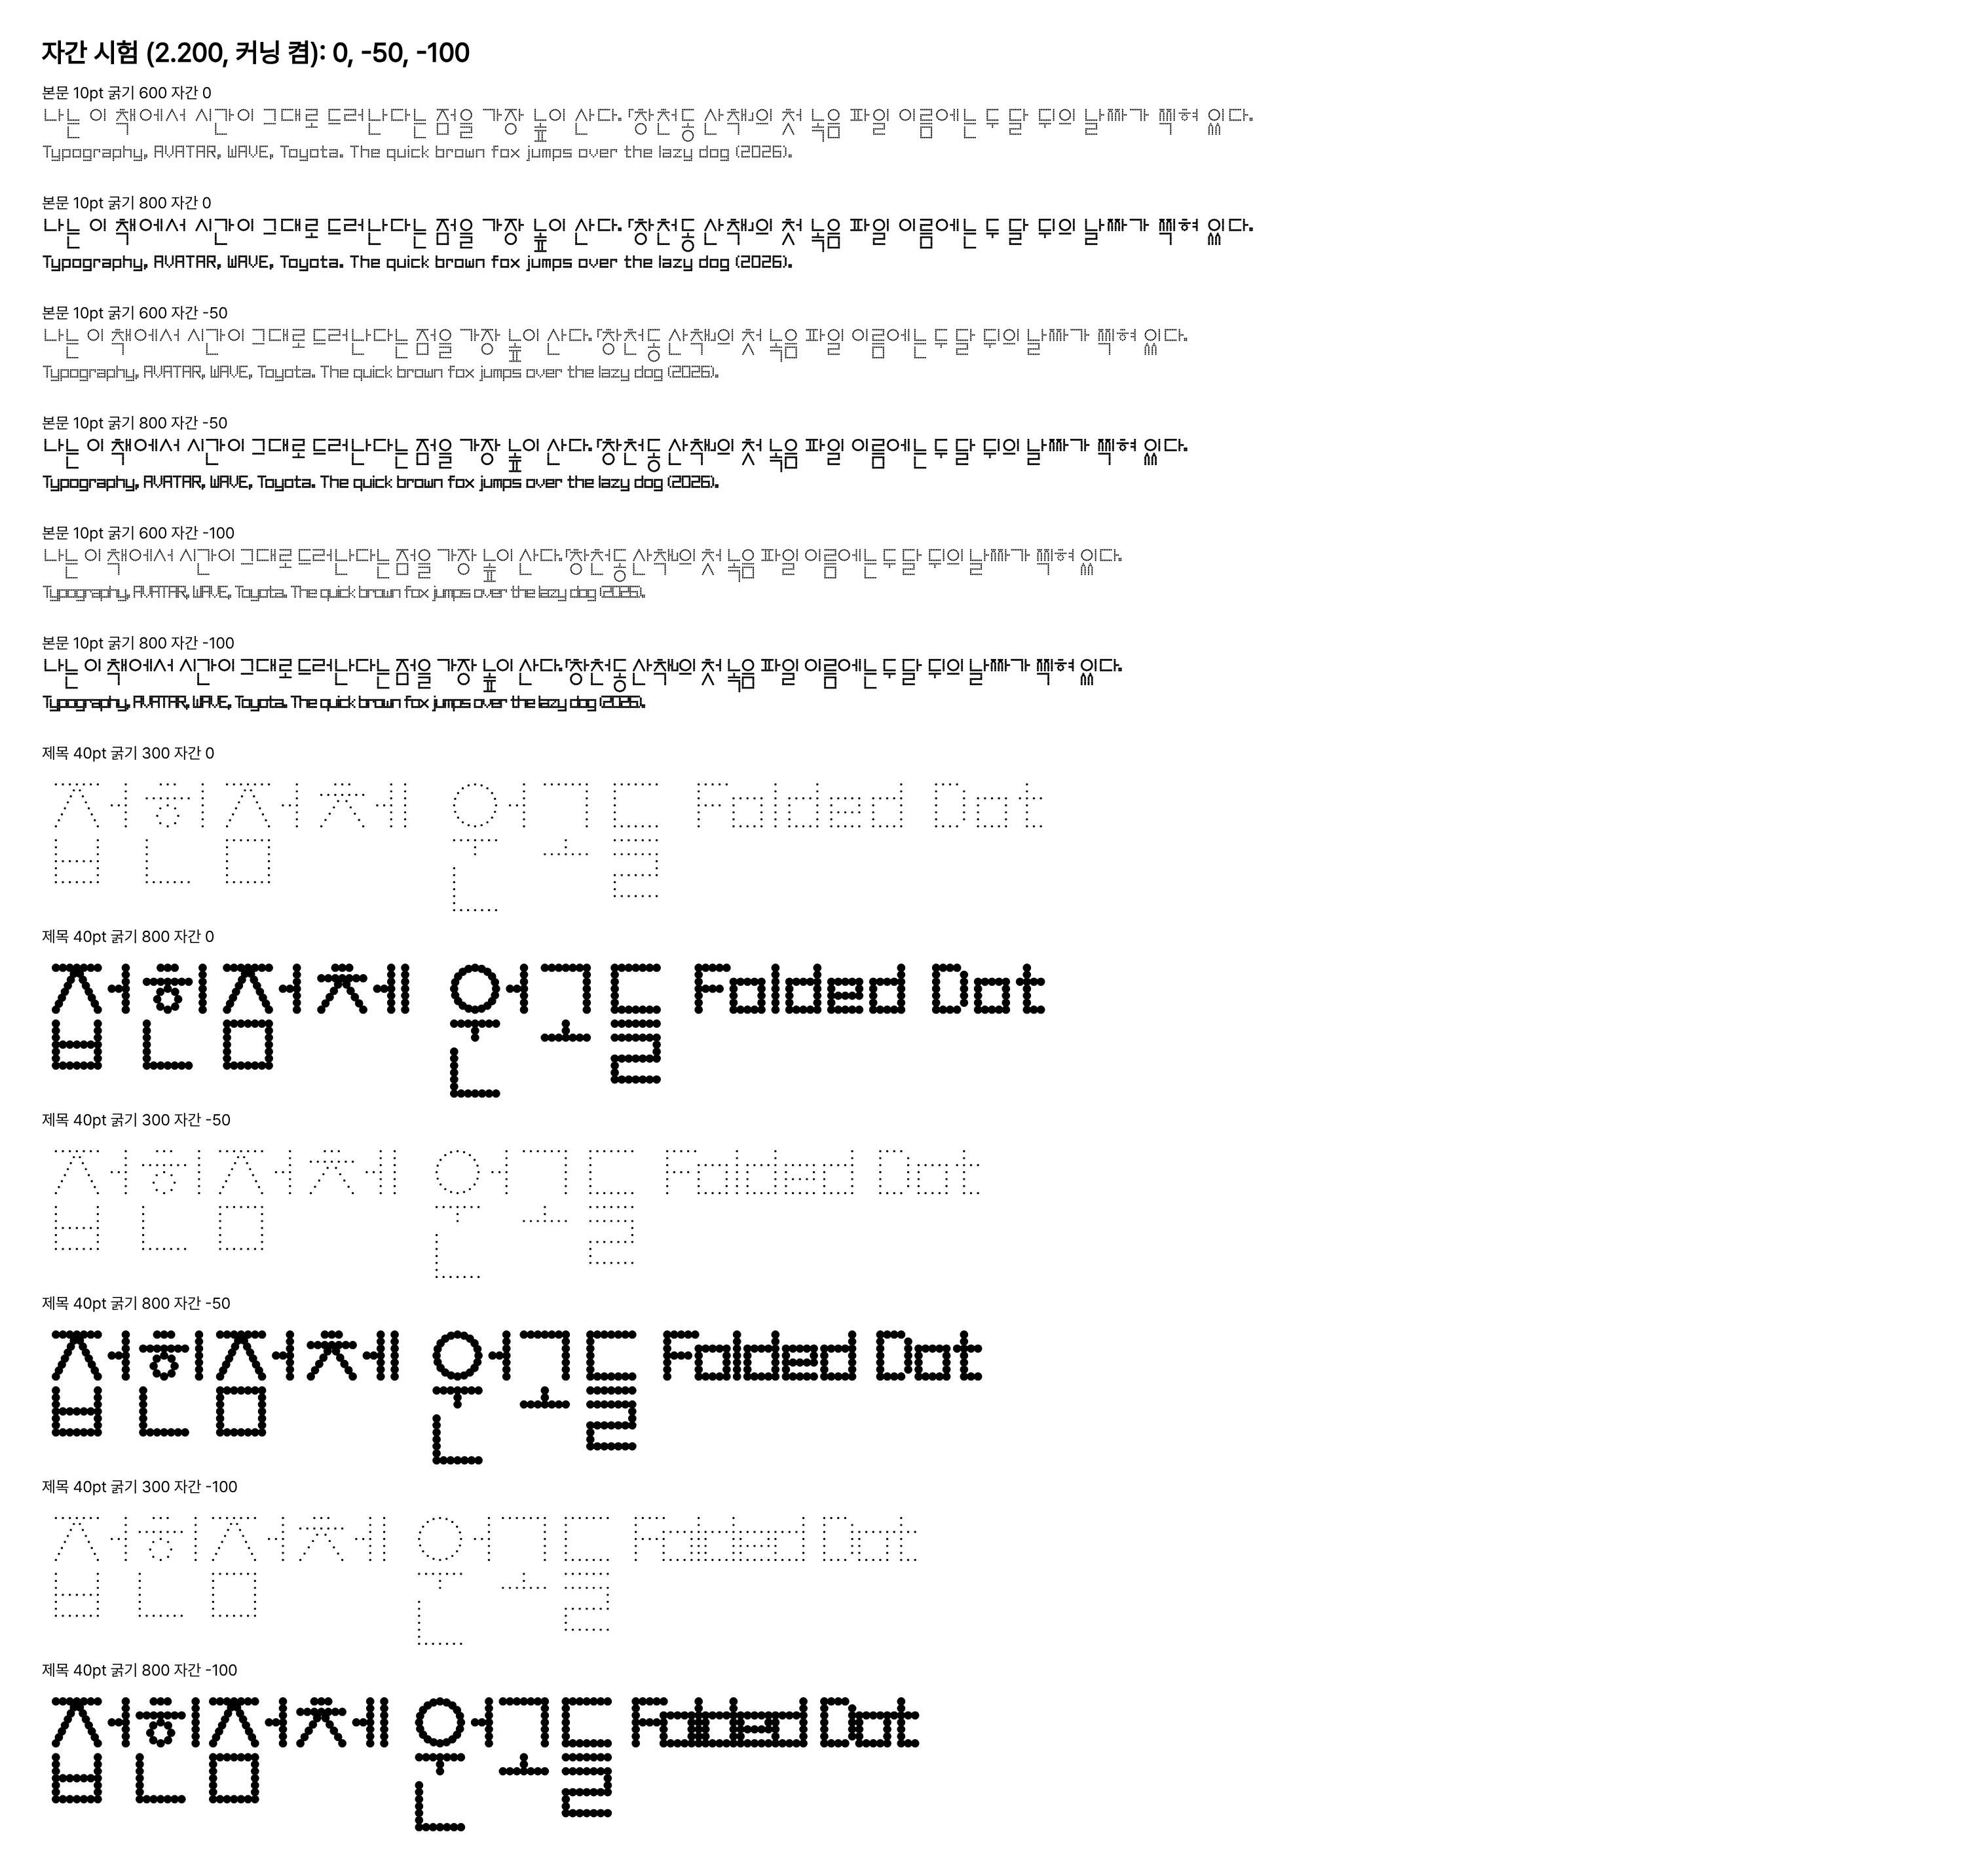 자간 시험 (2.200, 커닝 켬): 0, -50, -100
본문 10pt 굵기 600 자간 0
나는 이 책에서 시간이 그대로 드러난다는 점을 가장 높이 산다. 「창천동 산책」의 첫 녹음 파일 이름에는 두 달 뒤의 날짜가 찍혀 있다.
Typography, AVATAR, WAVE, Toyota. The quick brown fox jumps over the lazy dog (2026).
본문 10pt 굵기 800 자간 0
나는 이 책에서 시간이 그대로 드러난다는 점을 가장 높이 산다. 「창천동 산책」의 첫 녹음 파일 이름에는 두 달 뒤의 날짜가 찍혀 있다.
Typography, AVATAR, WAVE, Toyota. The quick brown fox jumps over the lazy dog (2026).
본문 10pt 굵기 600 자간 -50
나는 이 책에서 시간이 그대로 드러난다는 점을 가장 높이 산다. 「창천동 산책」의 첫 녹음 파일 이름에는 두 달 뒤의 날짜가 찍혀 있다.
Typography, AVATAR, WAVE, Toyota. The quick brown fox jumps over the lazy dog (2026).
본문 10pt 굵기 800 자간 -50
나는 이 책에서 시간이 그대로 드러난다는 점을 가장 높이 산다. 「창천동 산책」의 첫 녹음 파일 이름에는 두 달 뒤의 날짜가 찍혀 있다.
Typography, AVATAR, WAVE, Toyota. The quick brown fox jumps over the lazy dog (2026).
본문 10pt 굵기 600 자간 -100
나는 이 책에서 시간이 그대로 드러난다는 점을 가장 높이 산다. 「창천동 산책」의 첫 녹음 파일 이름에는 두 달 뒤의 날짜가 찍혀 있다.
Typography, AVATAR, WAVE, Toyota. The quick brown fox jumps over the lazy dog (2026).
본문 10pt 굵기 800 자간 -100
나는 이 책에서 시간이 그대로 드러난다는 점을 가장 높이 산다. 「창천동 산책」의 첫 녹음 파일 이름에는 두 달 뒤의 날짜가 찍혀 있다.
Typography, AVATAR, WAVE, Toyota. The quick brown fox jumps over the lazy dog (2026).
제목 40pt 굵기 300 자간 0
접힌점체 원고들 Folded Dot
제목 40pt 굵기 800 자간 0
접힌점체 원고들 Folded Dot
제목 40pt 굵기 300 자간 -50
접힌점체 원고들 Folded Dot
제목 40pt 굵기 800 자간 -50
접힌점체 원고들 Folded Dot
제목 40pt 굵기 300 자간 -100
접힌점체 원고들 Folded Dot
제목 40pt 굵기 800 자간 -100
접힌점체 원고들 Folded Dot